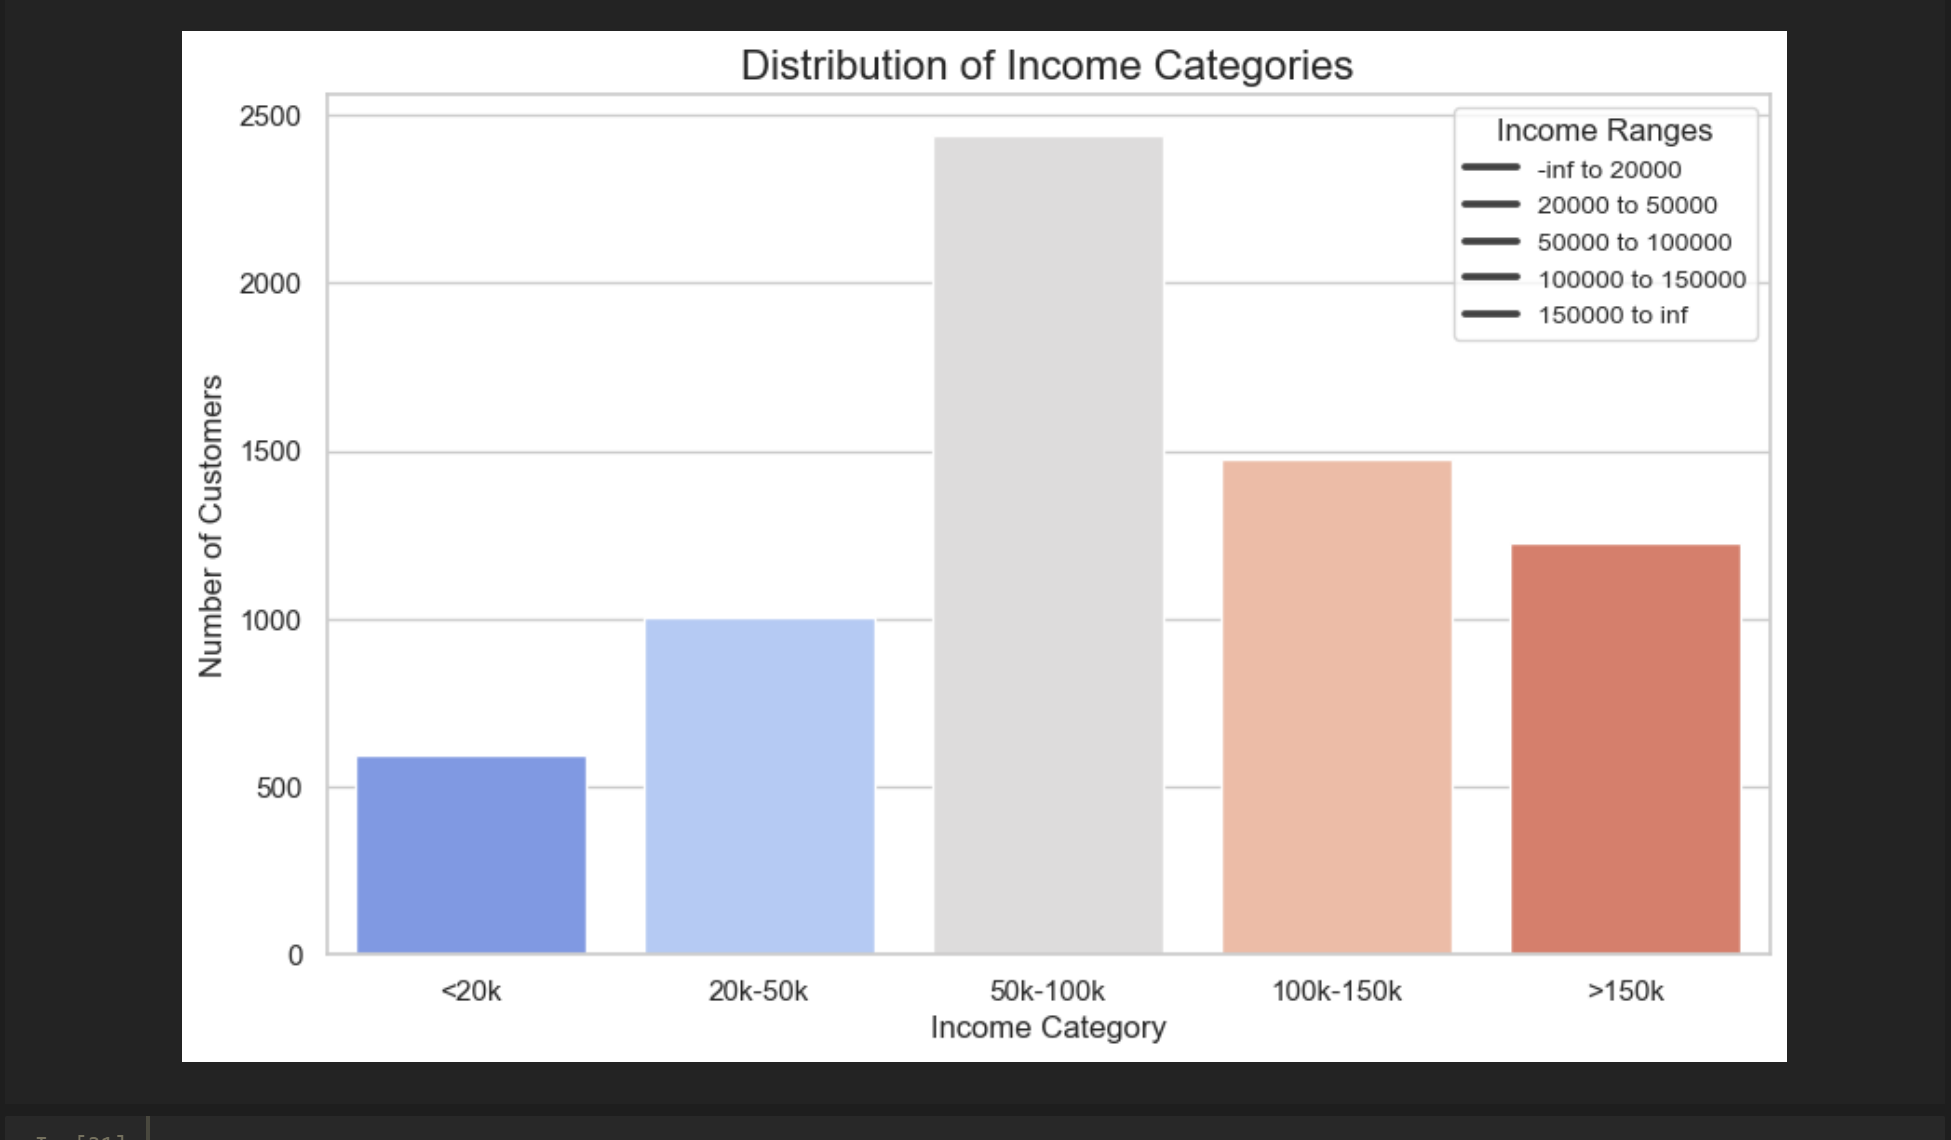 Distribution of Income Categories
2500
2000
1500
1000
500
0
Number of Customers
Income Ranges
-inf to 20000
20000 to 50000
50000 to 100000
100000 to 150000
150000 to inf
<20k
20k-50k
50k-100k
100k-150k
>150k
Income Category